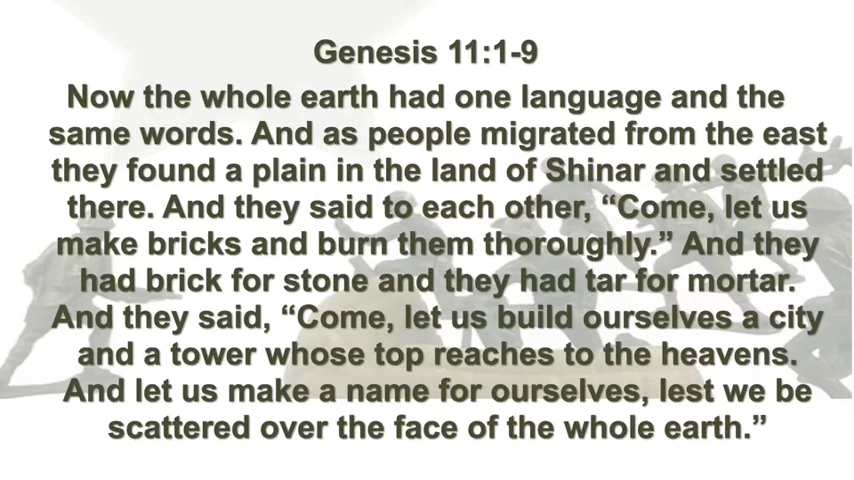 Genesis 11:1-9
Now the whole earth had one language and the
same words. And as people migrated from the east
they found a plain in the land of Shinar and settled
there. And they said to each other, “Come, let us
make bricks and burn them thoroughly.” And they
had brick for stone and they had tar for mortar.
And they said, “Come, let us build ourselves a city
and a tower whose top reaches to the heavens.
And let us make a name for ourselves, lest we be
scattered over the face of the whole earth.”